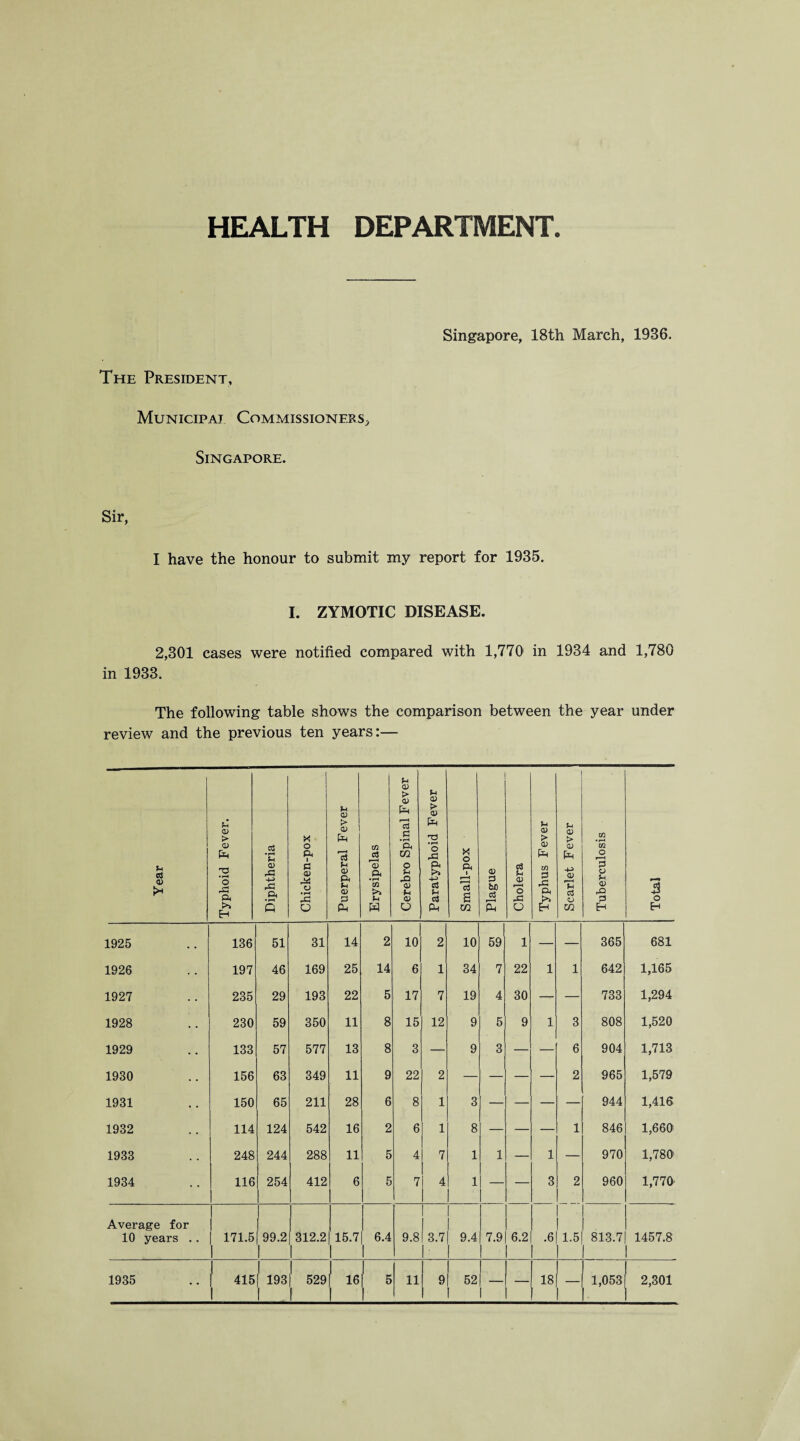 HEALTH DEPARTMENT.
Singapore, 18th March, 1936.
THE PRESIDENT,
MUNICIPAL COMMISSIONERS,
SINGAPORE.
Sir,
I have the honour to submit my report for 1935.
I. ZYMOTIC DISEASE.
2,301 cases were notified compared with 1,770 in 1934 and 1,780
in 1933.
The following table shows the comparison between the year under
review and the previous ten years:—
Year | Typhoid Fever. | Diphtheria | Chicken-pox | Puerperal Fever | Erysipelas | Cerebro Spinal Fever | Paratyphoid Fever | Small-pox | Plague | Cholera | Typhus Fever | Scarlet Fever | Tuberculosis | Total
1925 .. 136 51 31 14 2 10 2 10 59 1 — — 365 681
1926 .. 197 46 169 25 14 6 1 34 7 22 1 1 642 1,165
1927 .. 235 29 193 22 5 17 7 19 4 30 — — 733 1,294
1928 .. 230 59 350 11 8 15 12 9 5 9 1 3 808 1,520
1929 .. 133 57 577 13 8 3 — 9 3 — — 6 904 1,713
1930 .. 156 63 349 11 9 22 2 — — — — 2 965 1,579
1931 .. 150 65 211 28 6 8 1 3 — — — — 944 1,416
1932 .. 114 124 542 16 2 6 1 8 — — — 1 846 1,660
1933 .. 248 244 288 11 5 4 7 1 1 — 1 — 970 1,780
1934 .. 116 254 412 6 5 7 4 1 — — 3 2 960 1,770
Average for
10 years .. 171.5 99.2 312.2 15.7 6.4 9.8 3.7 9.4 7.9 6.2 .6 1.5 813.7 1457.8
1935 .. 415 193 529 16 5 11 9 52 — — 18 — 1,053 2,301